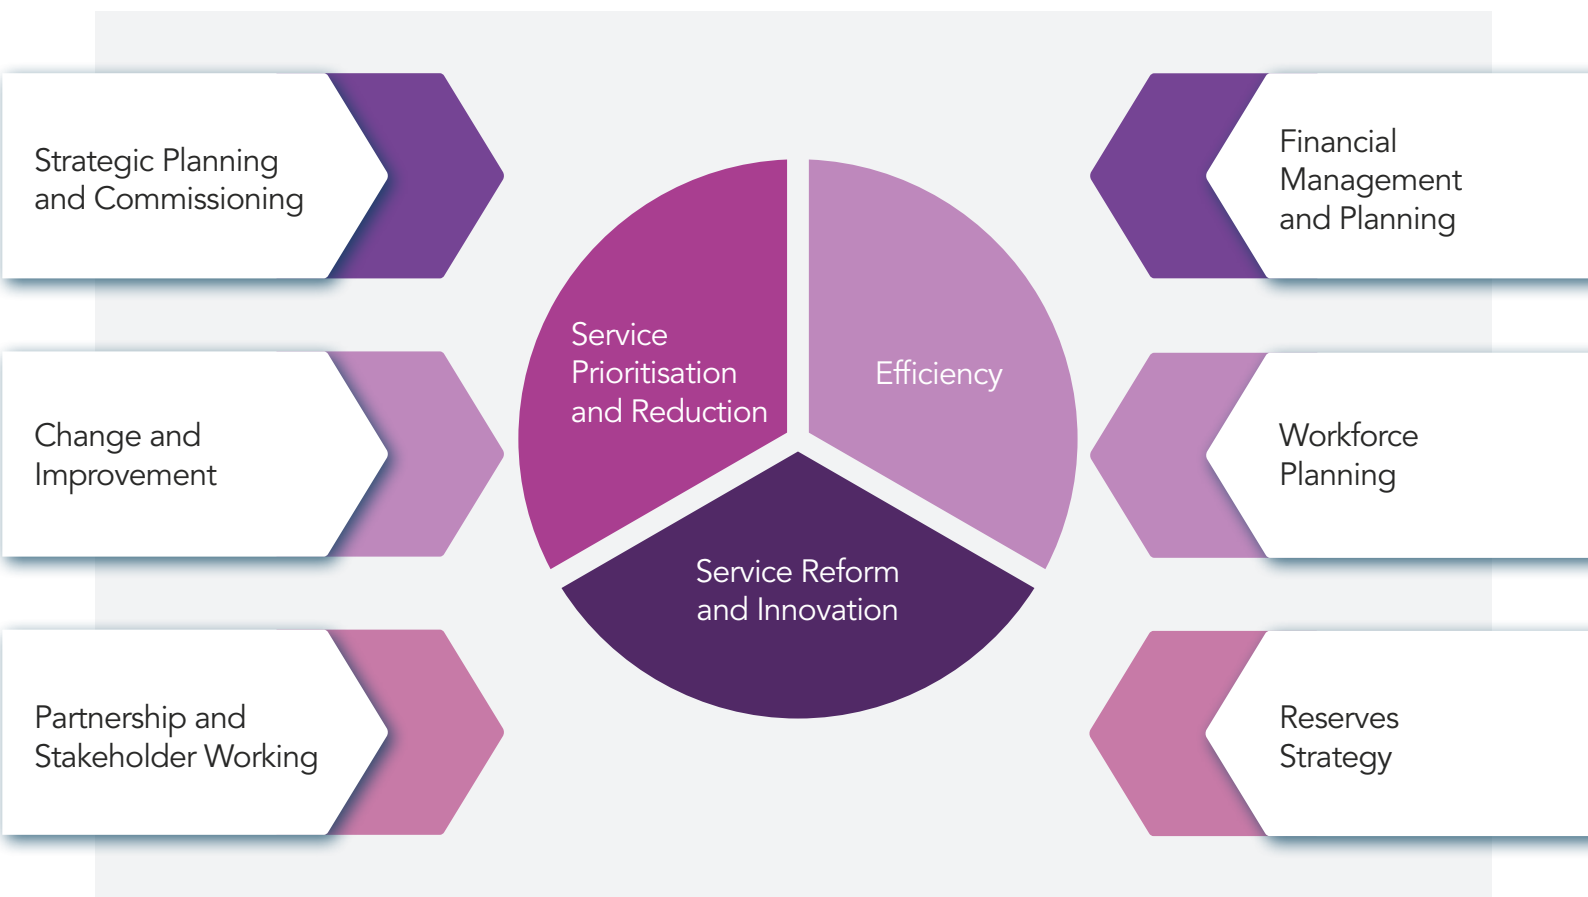 Strategic Planning
and Commissioning
Change and
Improvement
Partnership and
Stakeholder Working
Service
Prioritisation
and Reduction
Efficiency
Service Reform
and Innovation
Financial
Management
and Planning
Workforce
Planning
Reserves
Strategy